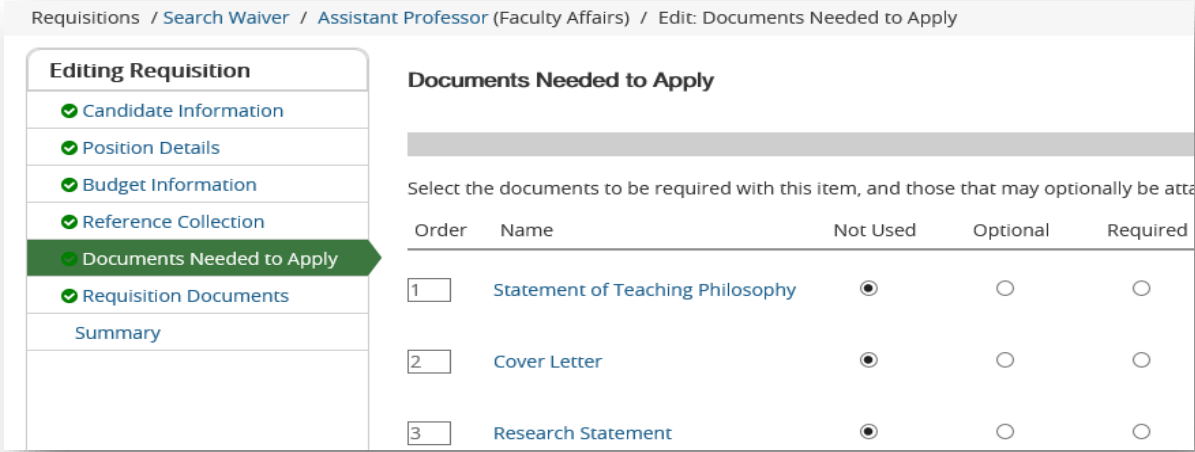 Requisitions / Search Waiver / Assistant Professor (Faculty Affairs) / Edit: Documents Needed to Apply
Editing Requisition
Candidate Information
Position Details
Budget Information
Reference Collection
Documents Needed to Apply
Requisition Documents
Summary
Documents Needed to Apply
Select the documents to be required with this item, and those that may optionally be
Order Name Not Used Optional Required
1 Statement of Teaching Philosophy
2 Cover Letter
3 Research Statement